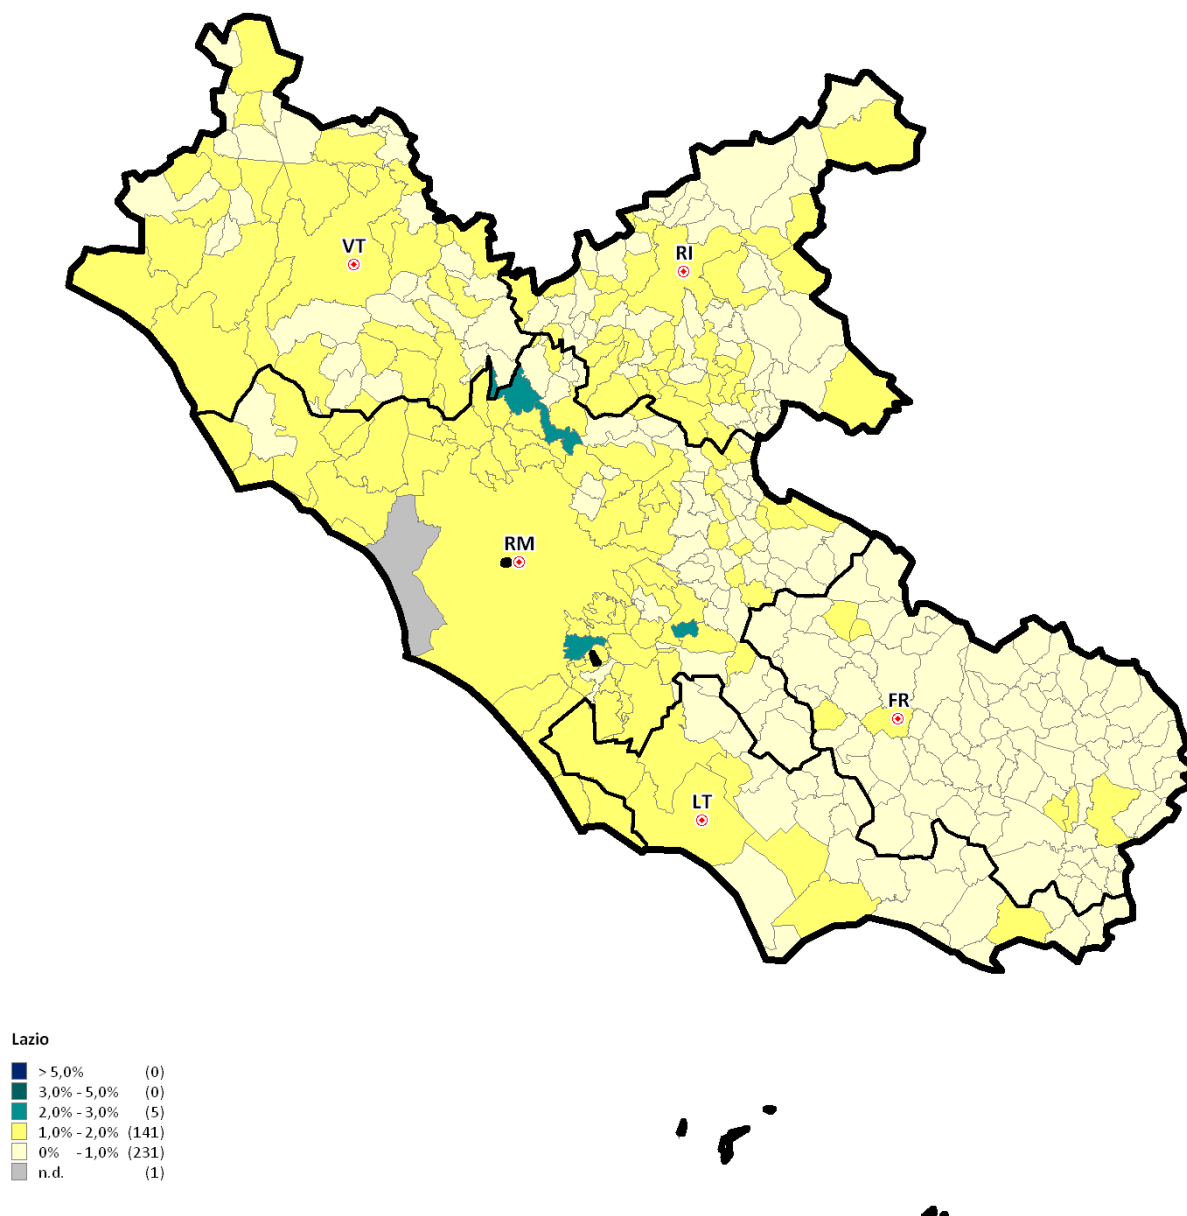 VT
RI
RM
FR
LT
Lazio
> 5,0% (0)
3,0% - 5,0% (0)
2,0% - 3,0% (5)
1,0% - 2,0% (141)
0% - 1,0% (231)
n.d. (1)